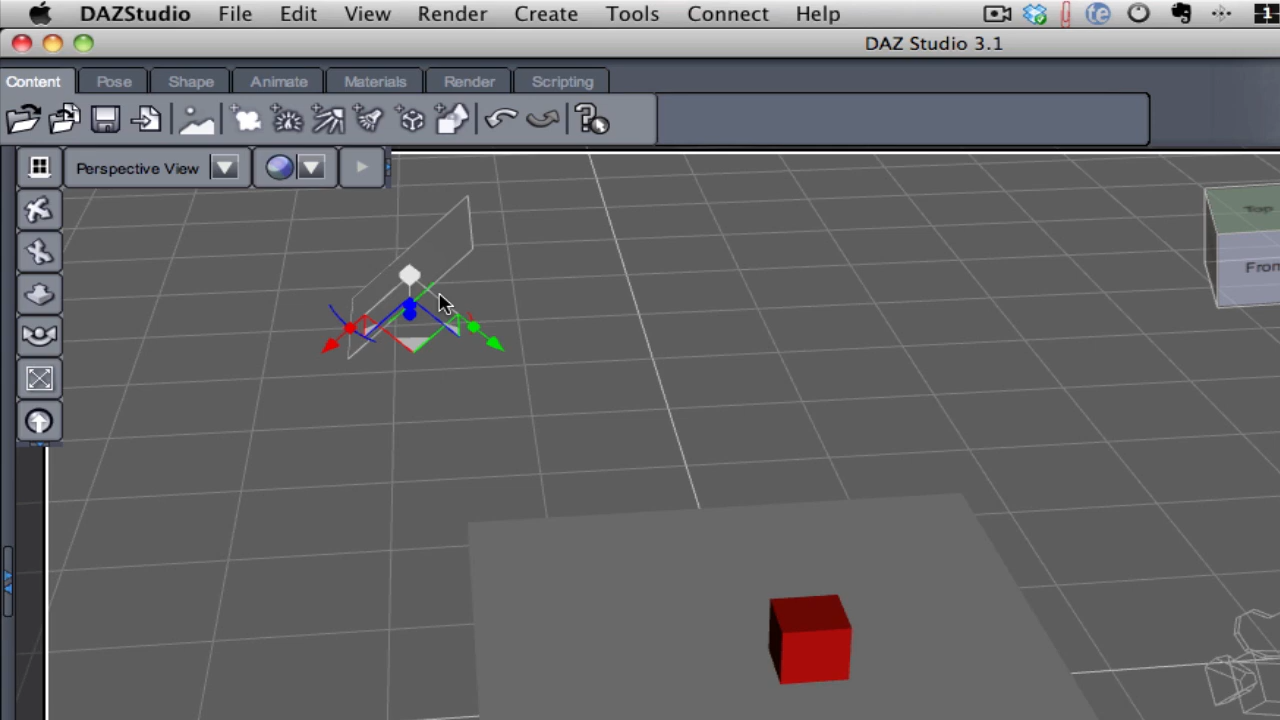 DAZStudio File Edit View Render Create Tools Connect Help
DAZ Studio 3.1
Content Pose Shape Animate Materials Render Scripting
Perspective View
Top